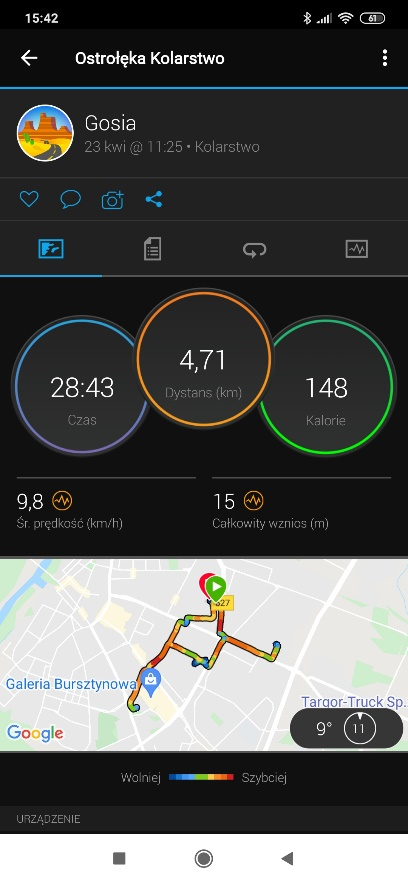 15:42
61
Ostrołęka Kolarstwo
Gosia
23 kwi @ 11:25 • Kolarstwo
28:43
Czas
4,71
Dystans (km)
148
Kalorie
9,8
Śr. prędkość (km/h)
15
Całkowity wznios (m)
627
Galeria Bursztynowa
Targor-Truck Sp.
Google
9°
11
Wolniej
Szybciej
URZĄDZENIE